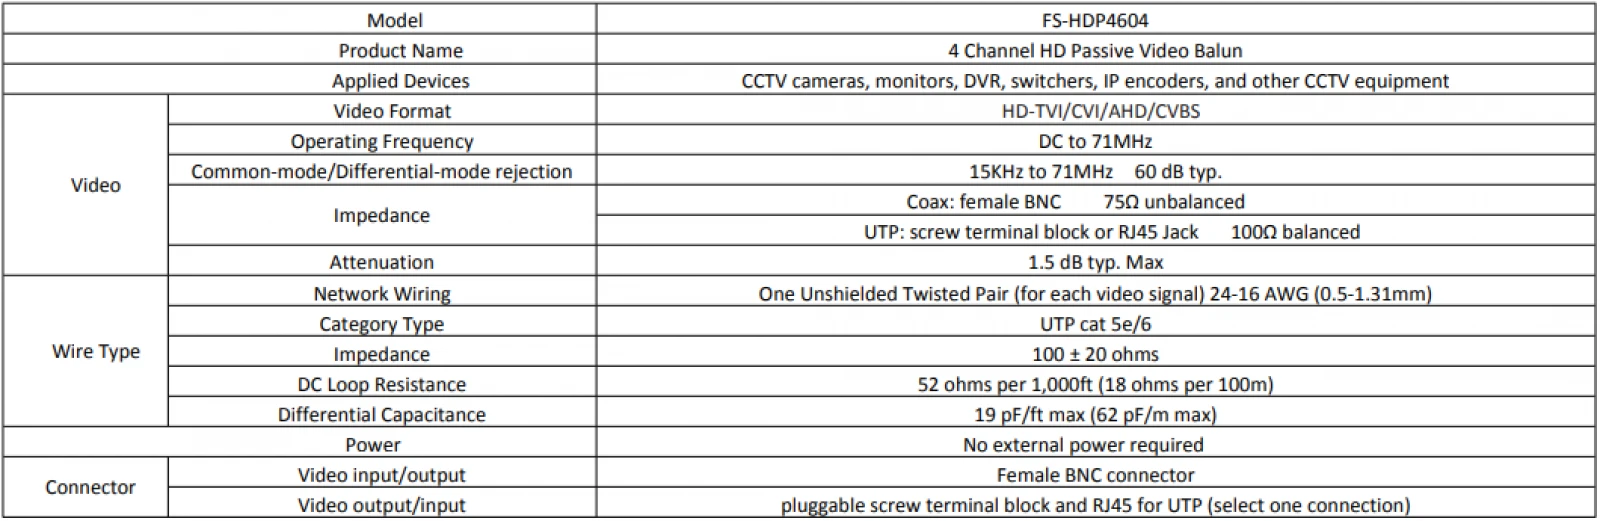 Model FS-HDP4604
Product Name 4 Channel HD Passive Video Balun
Applied Devices CCTV cameras, monitors, DVR, switchers, IP encoders, and other CCTV equipment
Video
Video Format HD-TVI/CVI/AHD/CVBS
Operating Frequency DC to 71MHz
Common-mode/Differential-mode rejection 15KHz to 71MHz 60 dB typ.
Impedance
Coax: female BNC 75Ω unbalanced
UTP: screw terminal block or RJ45 Jack 100Ω balanced
Attenuation 1.5 dB typ. Max
Wire Type
Network Wiring One Unshielded Twisted Pair (for each video signal) 24-16 AWG (0.5-1.31mm)
Category Type UTP cat 5e/6
Impedance 100 ± 20 ohms
DC Loop Resistance 52 ohms per 1,000ft (18 ohms per 100m)
Differential Capacitance 19 pF/ft max (62 pF/m max)
Power No external power required
Connector
Video input/output Female BNC connector
Video output/input pluggable screw terminal block and RJ45 for UTP (select one connection)